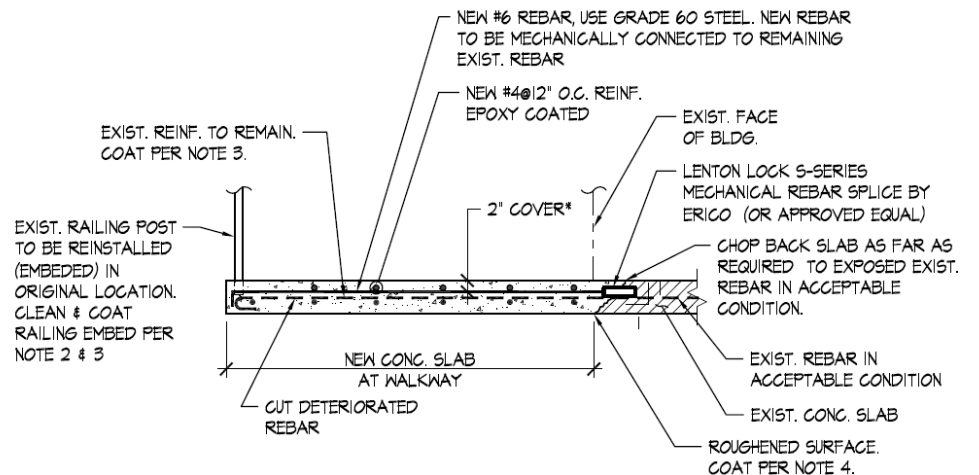 NEW #6 REBAR, USE GRADE 60 STEEL. NEW REBAR
TO BE MECHANICALLY CONNECTED TO REMAINING
EXIST. REBAR
NEW #4@12" O.C. REINF.
EPOXY COATED
EXIST. REINF. TO REMAIN.
COAT PER NOTE 3.
EXIST. FACE
OF BLDG.
LENTON LOCK S-SERIES
MECHANICAL REBAR SPLICE BY
ERICO (OR APPROVED EQUAL)
2" COVER*
EXIST. RAILING POST
TO BE REINSTALLED
(EMBEDED) IN
ORIGINAL LOCATION.
CLEAN & COAT
RAILING EMBED PER
NOTE 2 & 3
CHOP BACK SLAB AS FAR AS
REQUIRED TO EXPOSED EXIST.
REBAR IN ACCEPTABLE
CONDITION.
NEW CONC. SLAB
AT WALKWAY
EXIST. REBAR IN
ACCEPTABLE CONDITION
CUT DETERIORATED
REBAR
EXIST. CONC. SLAB
ROUGHENED SURFACE.
COAT PER NOTE 4.